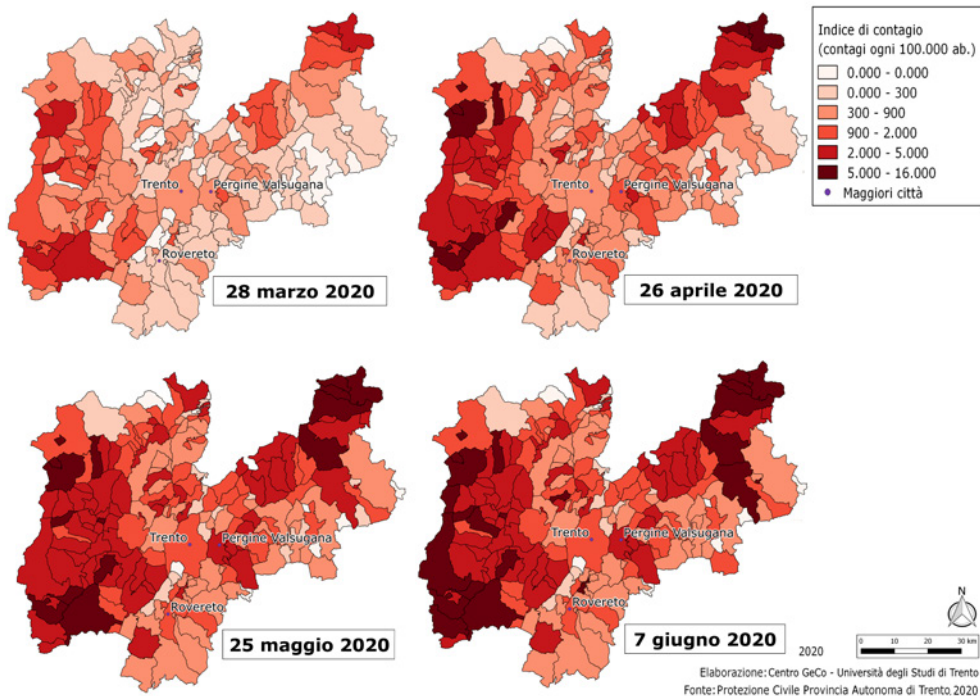 Indice di contagio
(contagi ogni 100.000 ab.)
0.000 - 0.000
0.000 - 300
300 - 900
900 - 2.000
2.000 - 5.000
5.000 - 16.000
Maggiori città
Trento
Pergine Valsugana
Rovereto
28 marzo 2020
Trento
Pergine Valsugana
Rovereto
26 aprile 2020
Trento
Pergine Valsugana
Rovereto
25 maggio 2020
Trento
Pergine Valsugana
Rovereto
7 giugno 2020
2020
N
0 10 20 30 km
Elaborazione: Centro GeCo - Università degli Studi di Trento
Fonte: Protezione Civile Provincia Autonoma di Trento, 2020